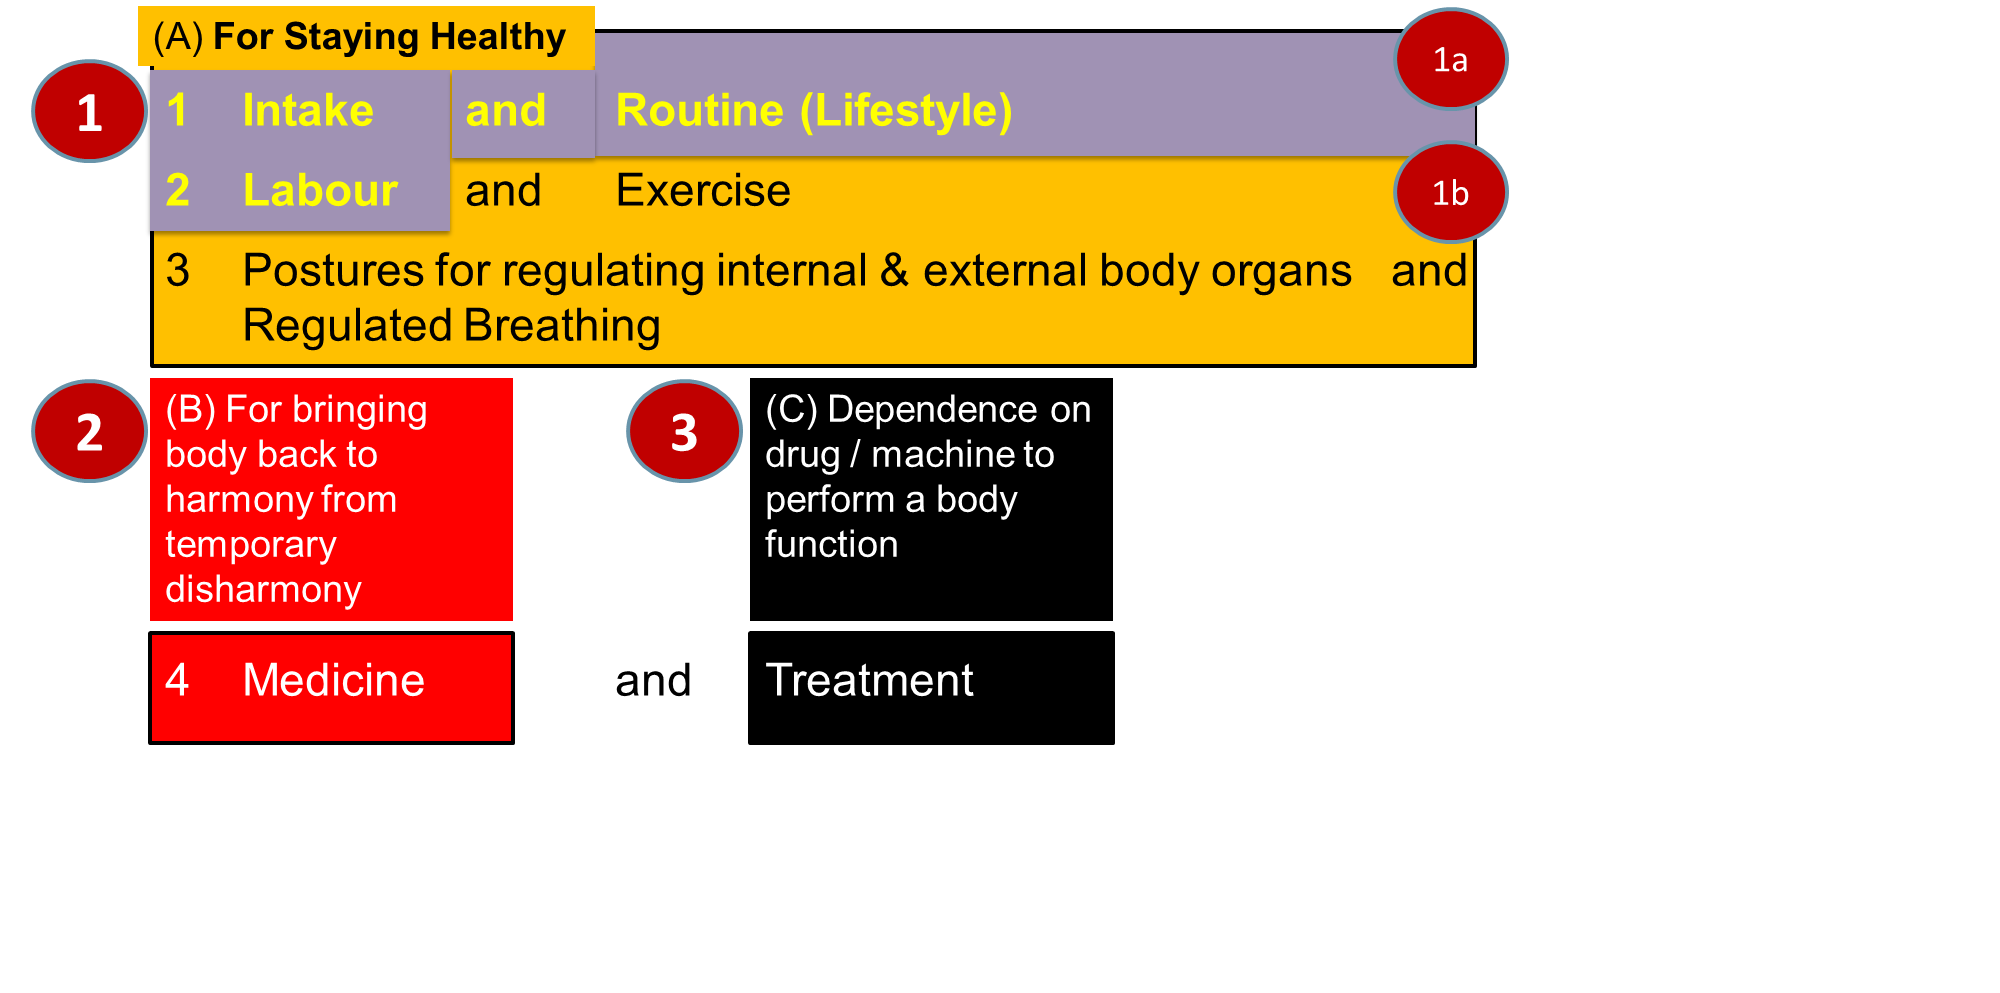 (A) For Staying Healthy
1a
1
1 Intake and Routine (Lifestyle)
2 Labour and Exercise
1b
3 Postures for regulating internal & external body organs and
Regulated Breathing
2
(B) For bringing
body back to
harmony from
temporary
disharmony
3
(C) Dependence on
drug / machine to
perform a body
function
4 Medicine and Treatment